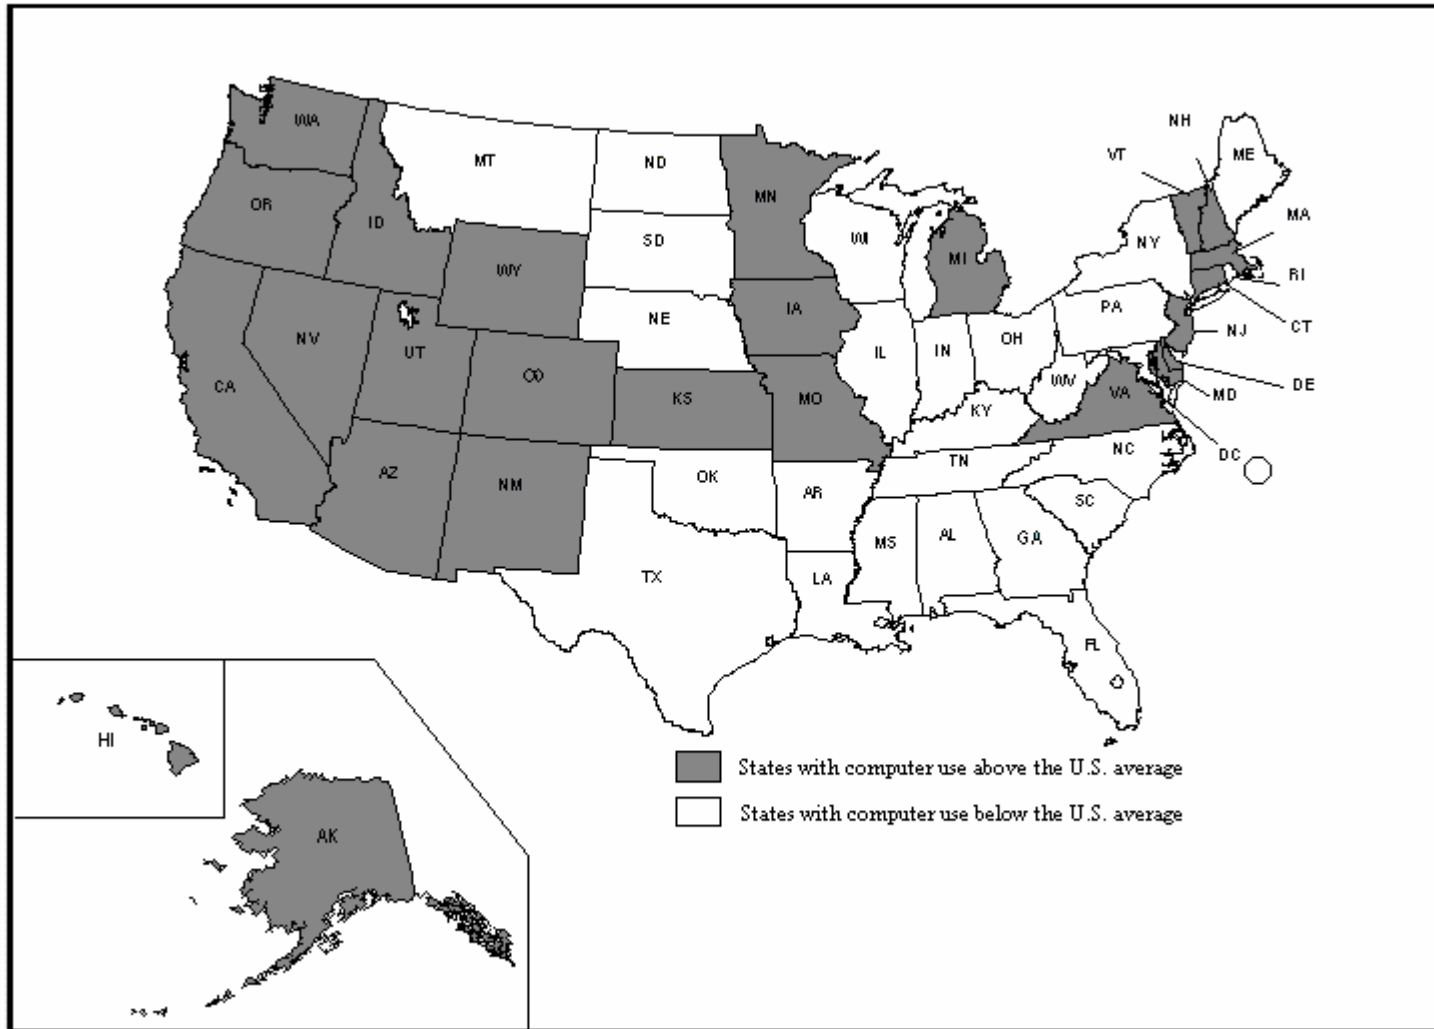 NH
WA
VT
ME
MT
ND
MN
OR
ID
MA
WI
NY
SD
MI
WY
RI
PA
IA
NE
CT
NJ
NV
OH
UT
IL
IN
CO
WV
DE
CA
KS
MO
VA
MD
KY
NC
DC
TN
AZ
NM
OK
AR
SC
MS
AL
GA
TX
LA
FL
HI
States with computer use above the U.S. average
States with computer use below the U.S. average
AK